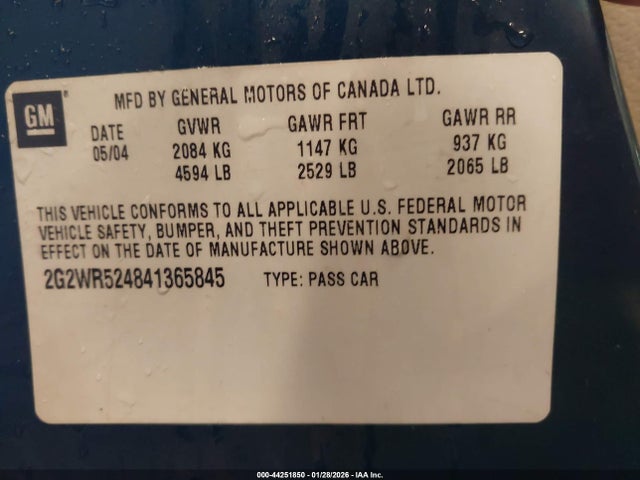 GM
MFD BY GENERAL MOTORS OF CANADA LTD.
DATE GVWR GAWR FRT GAWR RR
05/04 2084 KG 1147 KG 937 KG
4594 LB 2529 LB 2065 LB
THIS VEHICLE CONFORMS TO ALL APPLICABLE U.S. FEDERAL MOTOR
VEHICLE SAFETY, BUMPER, AND THEFT PREVENTION STANDARDS IN
EFFECT ON THE DATE OF MANUFACTURE SHOWN ABOVE.
2G2WR524841365845 TYPE: PASS CAR
000-44251850 | 01/28/2026 | IAA Inc.